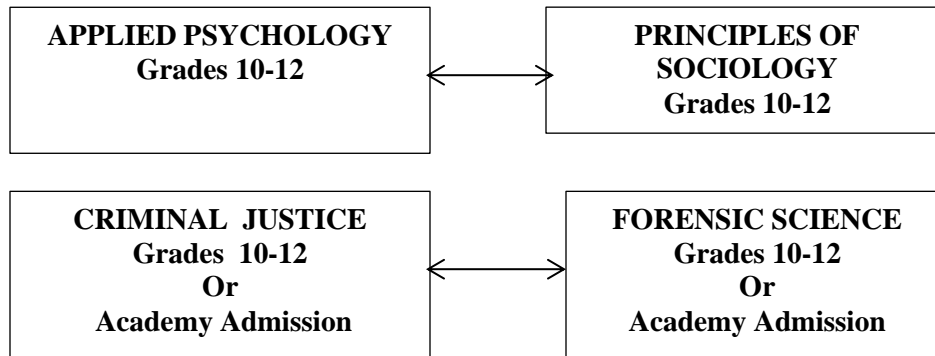 APPLIED PSYCHOLOGY
Grades 10-12
PRINCIPLES OF
SOCIOLOGY
Grades 10-12
CRIMINAL JUSTICE
Grades 10-12
Or
Academy Admission
FORENSIC SCIENCE
Grades 10-12
Or
Academy Admission